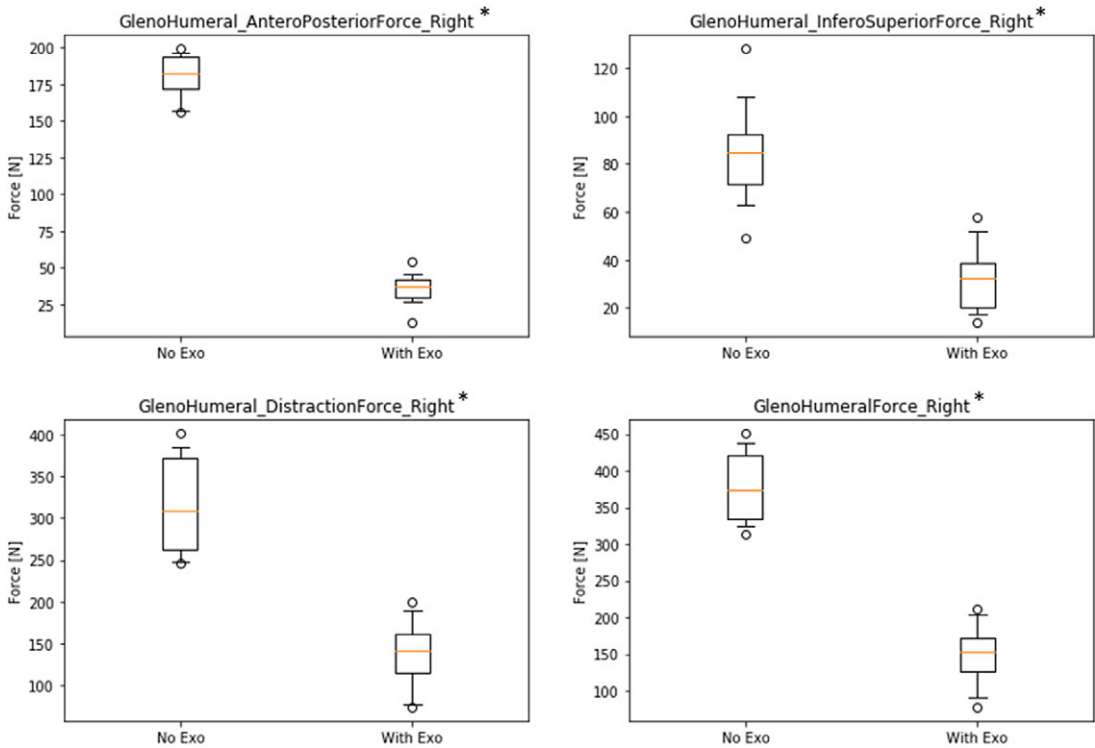 GlenoHumeral_AnteroPosteriorForce_Right *
Force [N]
200
175
150
125
100
75
50
25
No Exo
With Exo
GlenoHumeral_InferoSuperiorForce_Right *
Force [N]
120
100
80
60
40
20
No Exo
With Exo
GlenoHumeral_DistractionForce_Right *
Force [N]
400
350
300
250
200
150
100
No Exo
With Exo
GlenoHumeralForce_Right *
Force [N]
450
400
350
300
250
200
150
100
No Exo
With Exo